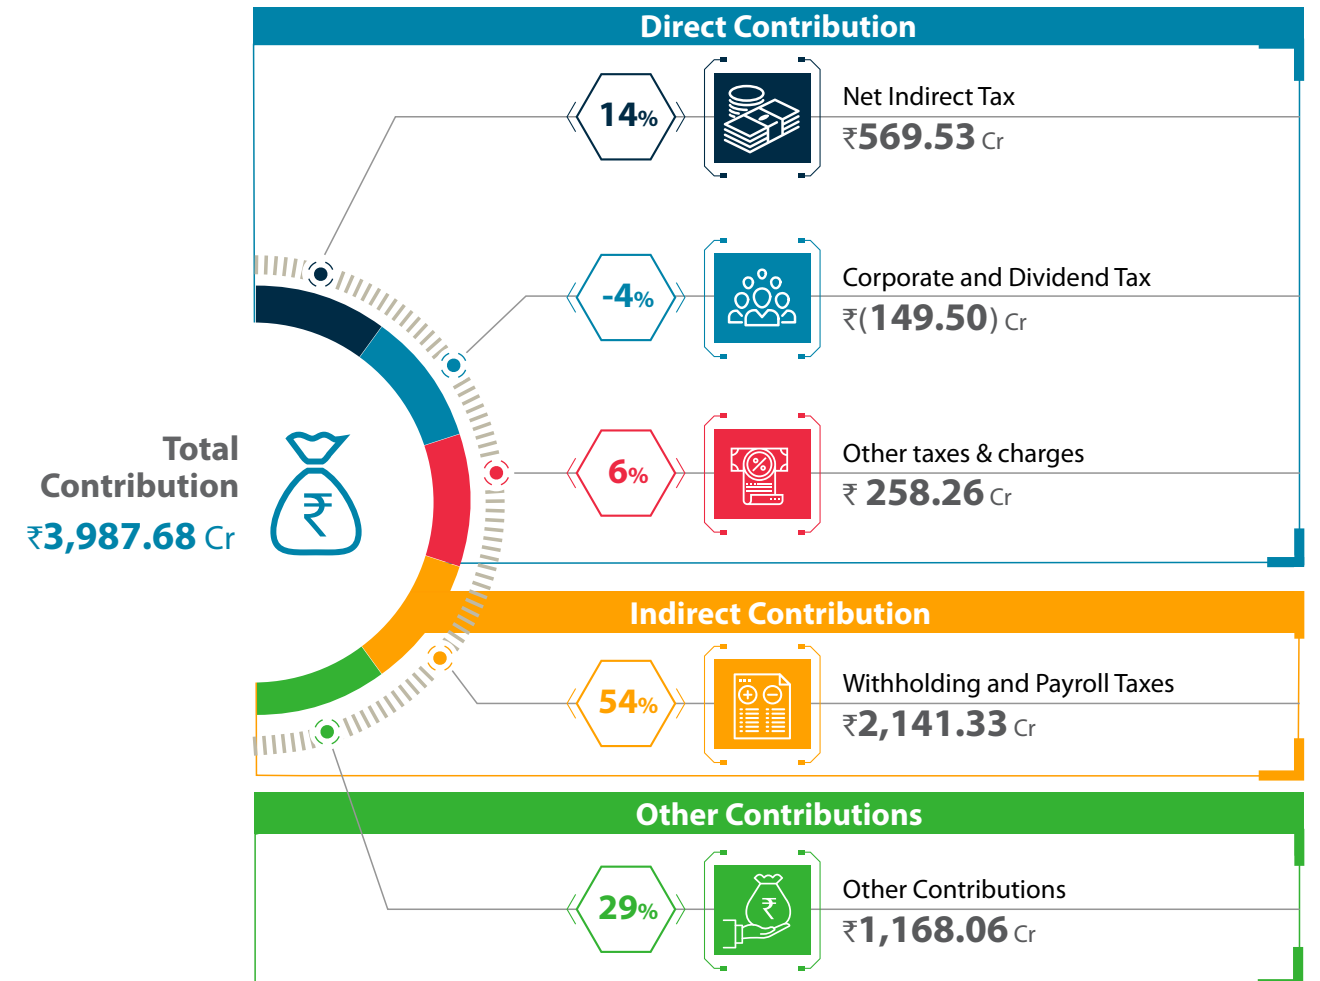 Direct Contribution
14%
Net Indirect Tax
₹569.53 Cr
-4%
Corporate and Dividend Tax
₹(149.50) Cr
6%
Other taxes & charges
₹ 258.26 Cr
Total
Contribution
₹3,987.68 Cr
₹
Indirect Contribution
54%
Withholding and Payroll Taxes
₹2,141.33 Cr
Other Contributions
29%
₹
Other Contributions
₹1,168.06 Cr